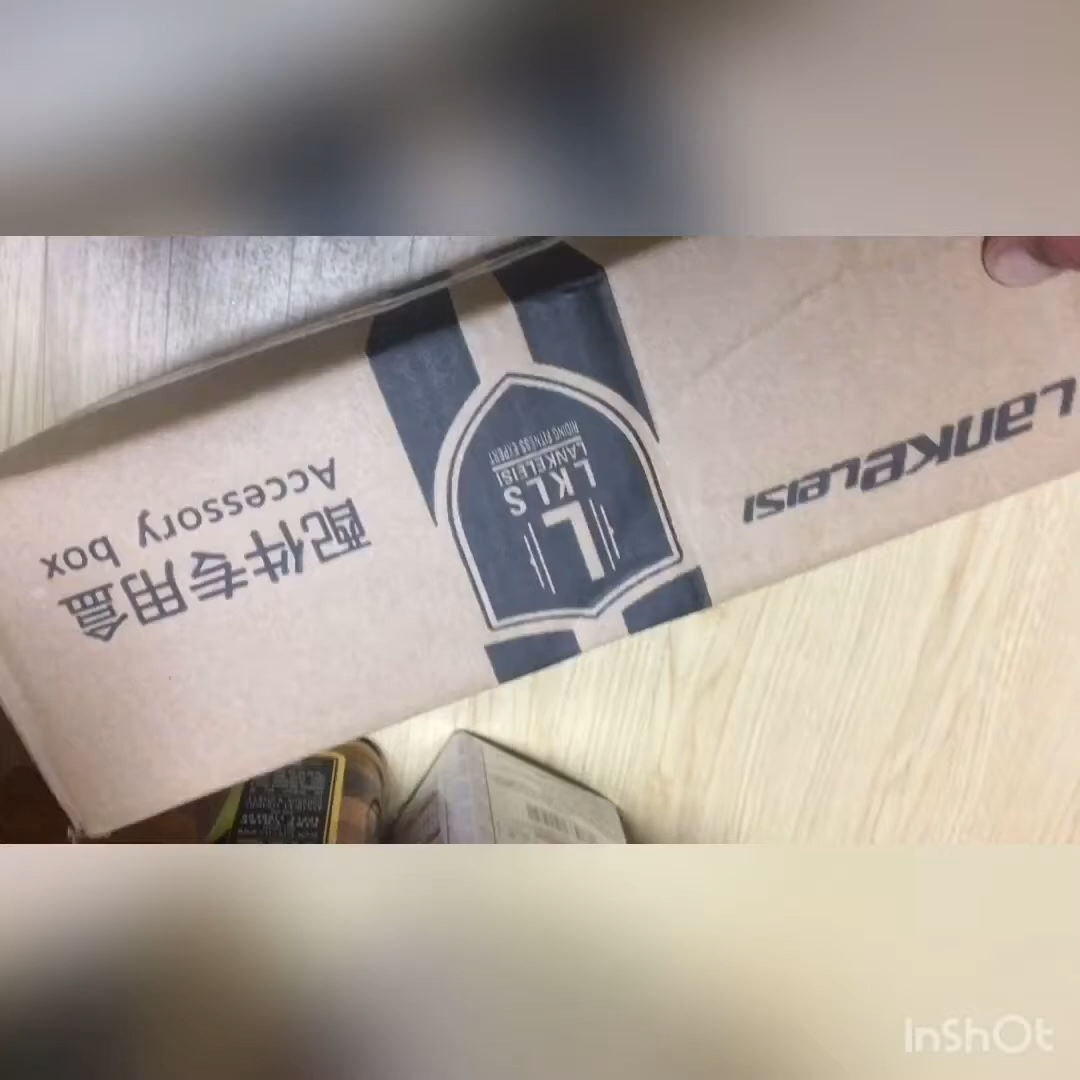 LankeLeisi
L
LKLS
LANKELEISI
RIDING FITNESS EXPERT
配件专用盒
Accessory box
InShOt